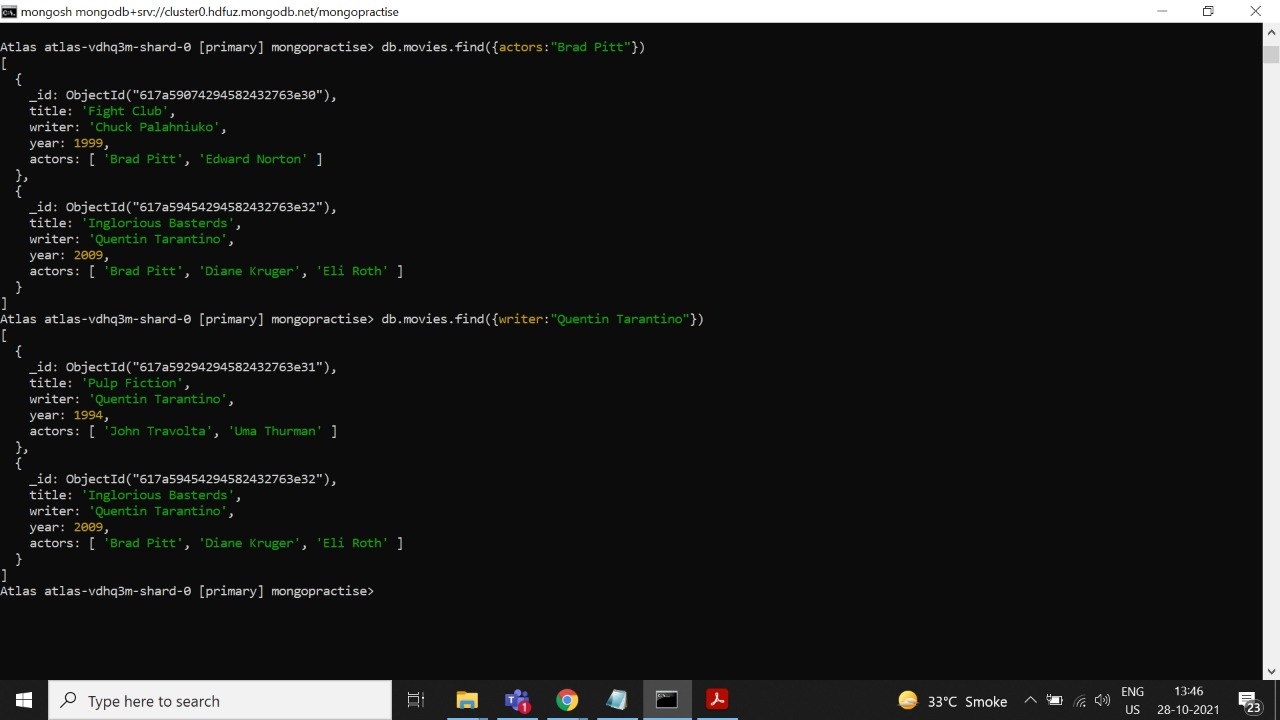 mongosh mongodb+srv://cluster0.hdfuz.mongodb.net/mongopractise
Atlas atlas-vdhq3m-shard-0 [primary] mongopractise> db.movies.find({actors:"Brad Pitt"})
[
  {
    _id: ObjectId("617a59074294582432763e30"),
    title: 'Fight Club',
    writer: 'Chuck Palahniuko',
    year: 1999,
    actors: [ 'Brad Pitt', 'Edward Norton' ]
  },
  {
    _id: ObjectId("617a59454294582432763e32"),
    title: 'Inglorious Basterds',
    writer: 'Quentin Tarantino',
    year: 2009,
    actors: [ 'Brad Pitt', 'Diane Kruger', 'Eli Roth' ]
  }
]
Atlas atlas-vdhq3m-shard-0 [primary] mongopractise> db.movies.find({writer:"Quentin Tarantino"})
[
  {
    _id: ObjectId("617a59294294582432763e31"),
    title: 'Pulp Fiction',
    writer: 'Quentin Tarantino',
    year: 1994,
    actors: [ 'John Travolta', 'Uma Thurman' ]
  },
  {
    _id: ObjectId("617a59454294582432763e32"),
    title: 'Inglorious Basterds',
    writer: 'Quentin Tarantino',
    year: 2009,
    actors: [ 'Brad Pitt', 'Diane Kruger', 'Eli Roth' ]
  }
]
Atlas atlas-vdhq3m-shard-0 [primary] mongopractise>
Type here to search
1
33°C Smoke
ENG
US
13:46
28-10-2021
23